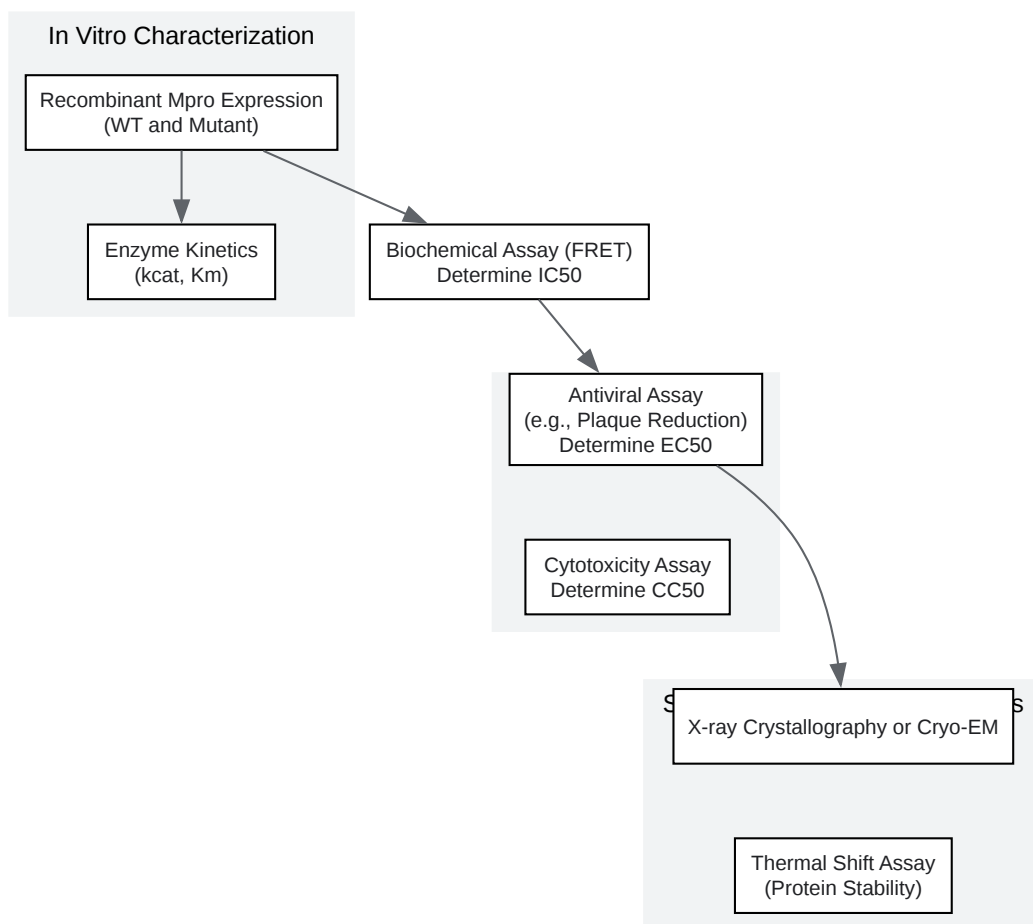 In Vitro Characterization
Recombinant Mpro Expression
(WT and Mutant)
Enzyme Kinetics
(kcat, Km)
Biochemical Assay (FRET)
Determine IC50
Antiviral Assay
(e.g., Plaque Reduction)
Determine EC50
Cytotoxicity Assay
Determine CC50
X-ray Crystallography or Cryo-EM
Thermal Shift Assay
(Protein Stability)